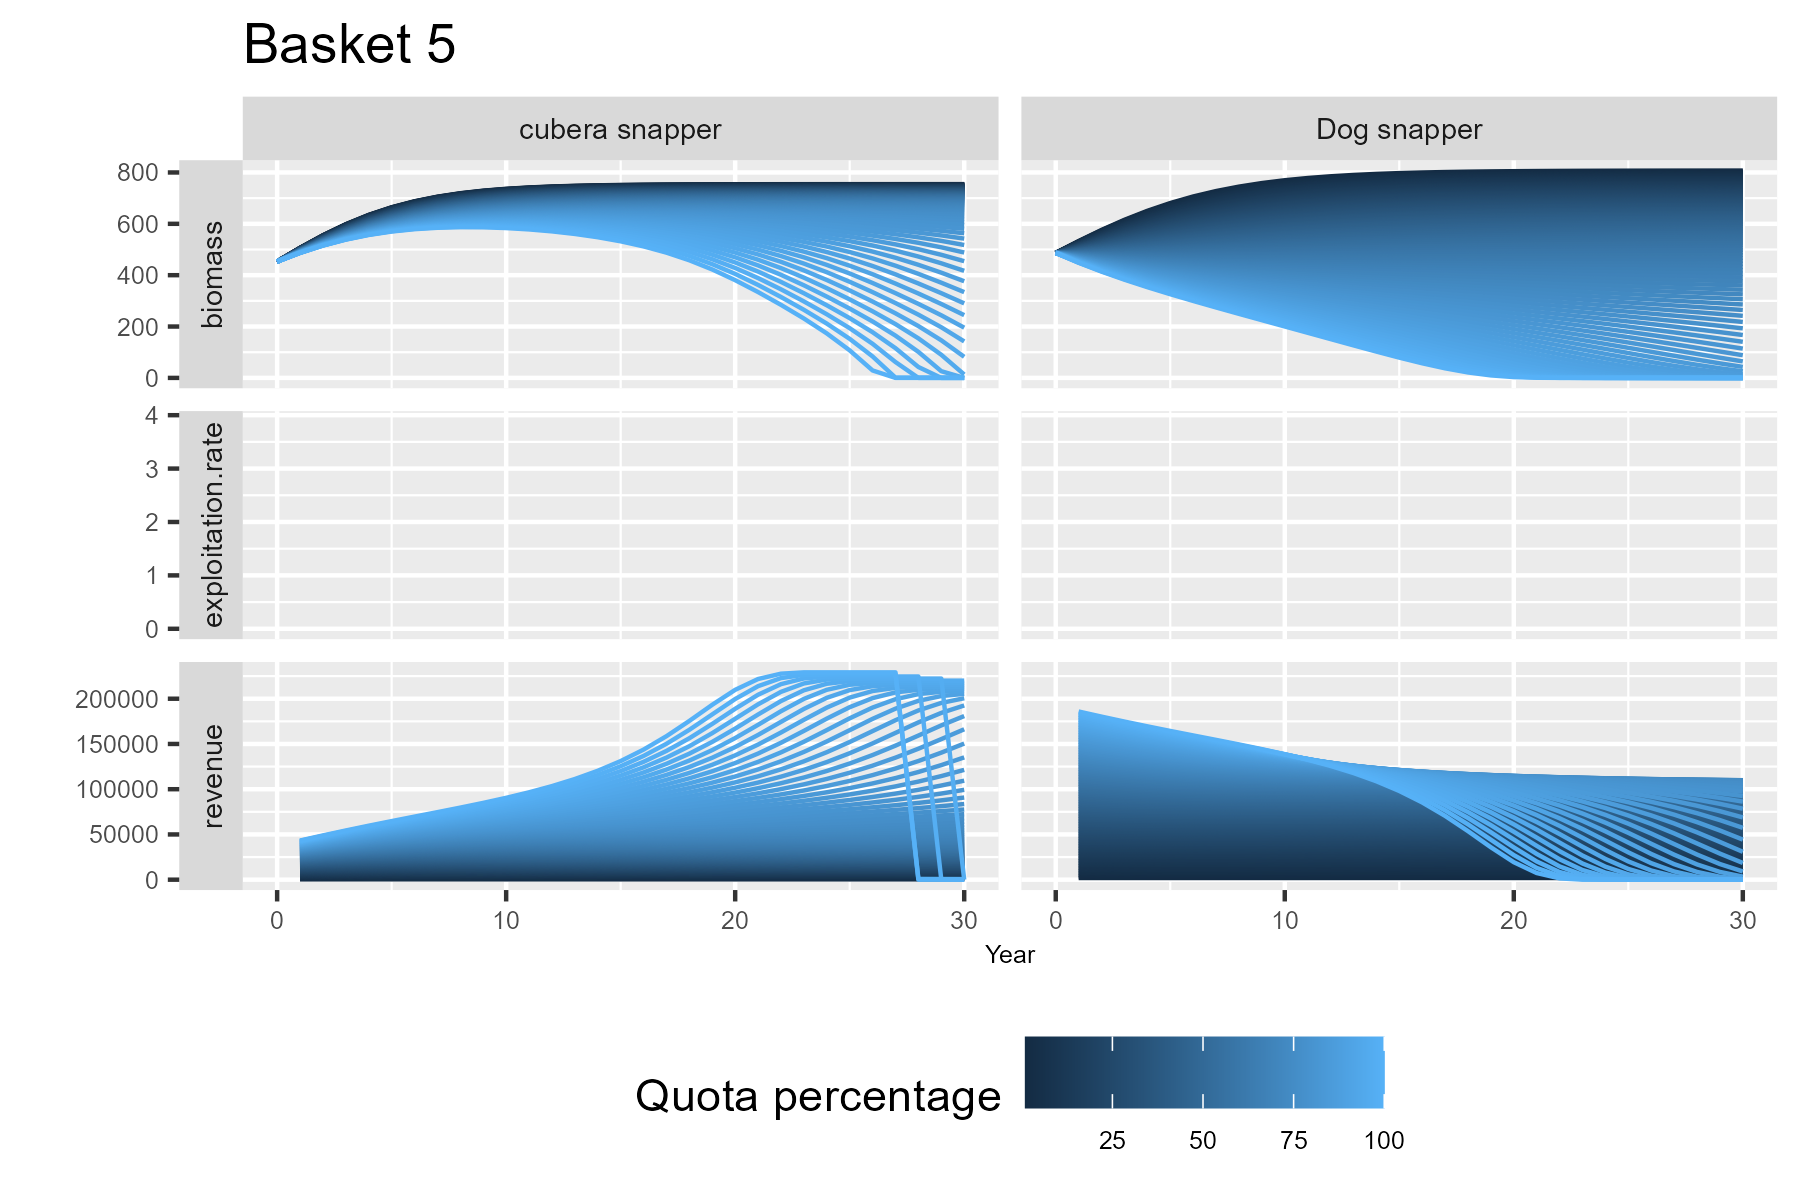 Basket 5
cubera snapper
Dog snapper
800
600
400
200
0
biomass
4
3
2
1
0
exploitation.rate
200000
150000
100000
50000
0
revenue
0 10 20 30 0 10 20 30
Year
Quota percentage
25 50 75 100